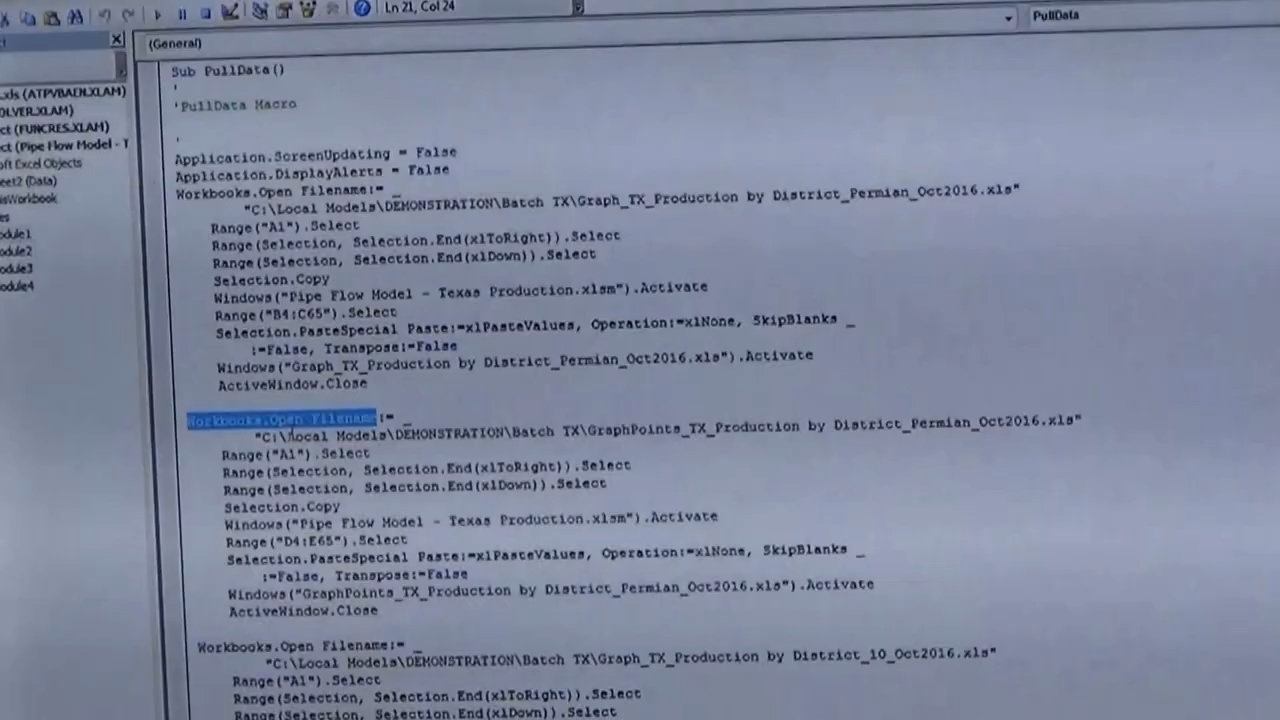 Ln 21, Col 24
(General)
PullData
.xls (ATPVBAEN.XLAM)
OLVER.XLAM)
ct (FUNCRES.XLAM)
ct (Pipe Flow Model - T
oft Excel Objects
eet2 (Data)
isWorkbook
es
odule1
odule2
odule3
odule4
Sub PullData()
'
'PullData Macro
'
Application.ScreenUpdating = False
Application.DisplayAlerts = False
Workbooks.Open Filename:= _
"C:\Local Models\DEMONSTRATION\Batch TX\Graph_TX_Production by District_Permian_Oct2016.xls"
Range("A1").Select
Range(Selection, Selection.End(xlToRight)).Select
Range(Selection, Selection.End(xlDown)).Select
Selection.Copy
Windows("Pipe Flow Model - Texas Production.xlsm").Activate
Range("B4:C65").Select
Selection.PasteSpecial Paste:=xlPasteValues, Operation:=xlNone, SkipBlanks _
:=False, Transpose:=False
Windows("Graph_TX_Production by District_Permian_Oct2016.xls").Activate
ActiveWindow.Close
Workbooks.Open Filename:= _
"C:\Local Models\DEMONSTRATION\Batch TX\GraphPoints_TX_Production by District_Permian_Oct2016.xls"
Range("A1").Select
Range(Selection, Selection.End(xlToRight)).Select
Range(Selection, Selection.End(xlDown)).Select
Selection.Copy
Windows("Pipe Flow Model - Texas Production.xlsm").Activate
Range("D4:E65").Select
Selection.PasteSpecial Paste:=xlPasteValues, Operation:=xlNone, SkipBlanks _
:=False, Transpose:=False
Windows("GraphPoints_TX_Production by District_Permian_Oct2016.xls").Activate
ActiveWindow.Close
Workbooks.Open Filename:= _
"C:\Local Models\DEMONSTRATION\Batch TX\Graph_TX_Production by District_10_Oct2016.xls"
Range("A1").Select
Range(Selection, Selection.End(xlToRight)).Select
Range(Selection, Selection.End(xlDown)).Select